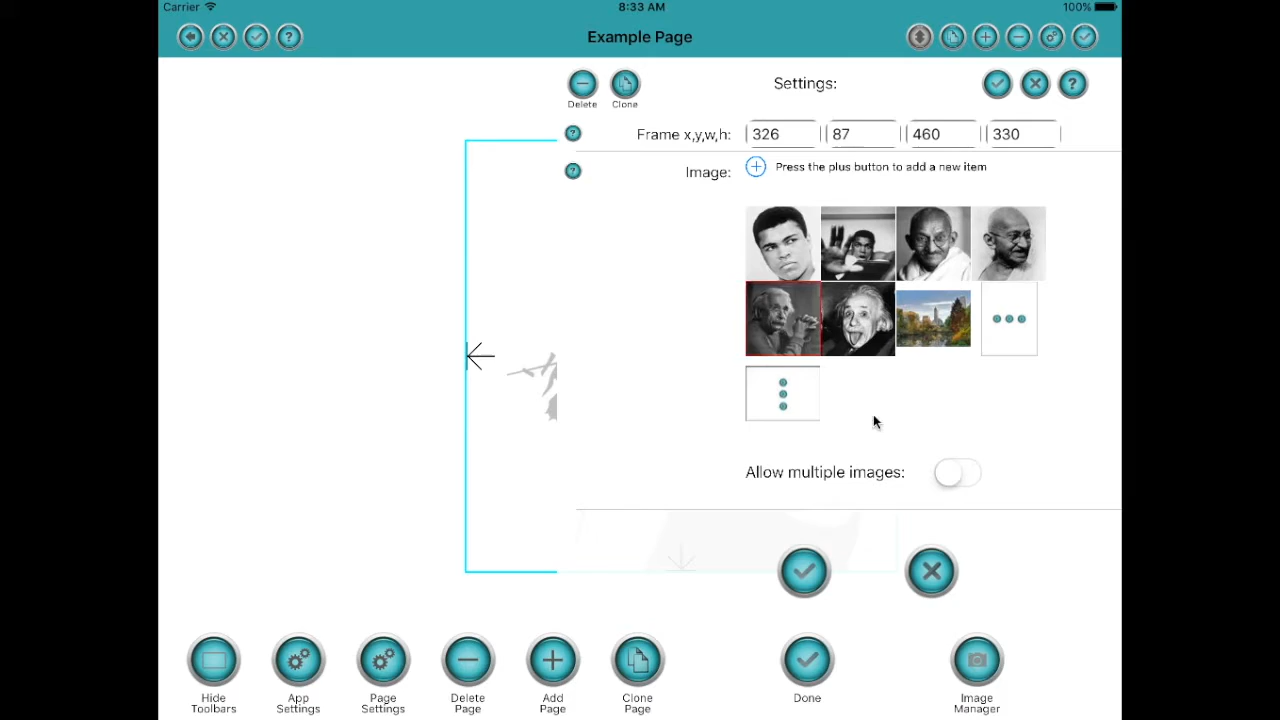 Carrier 8:33 AM 100%
Example Page
Settings:
Delete Clone
Frame x,y,w,h: 326 87 460 330
Image: Press the plus button to add a new item
Allow multiple images:
Hide Toolbars
App Settings
Page Settings
Delete Page
Add Page
Clone Page
Done
Image Manager